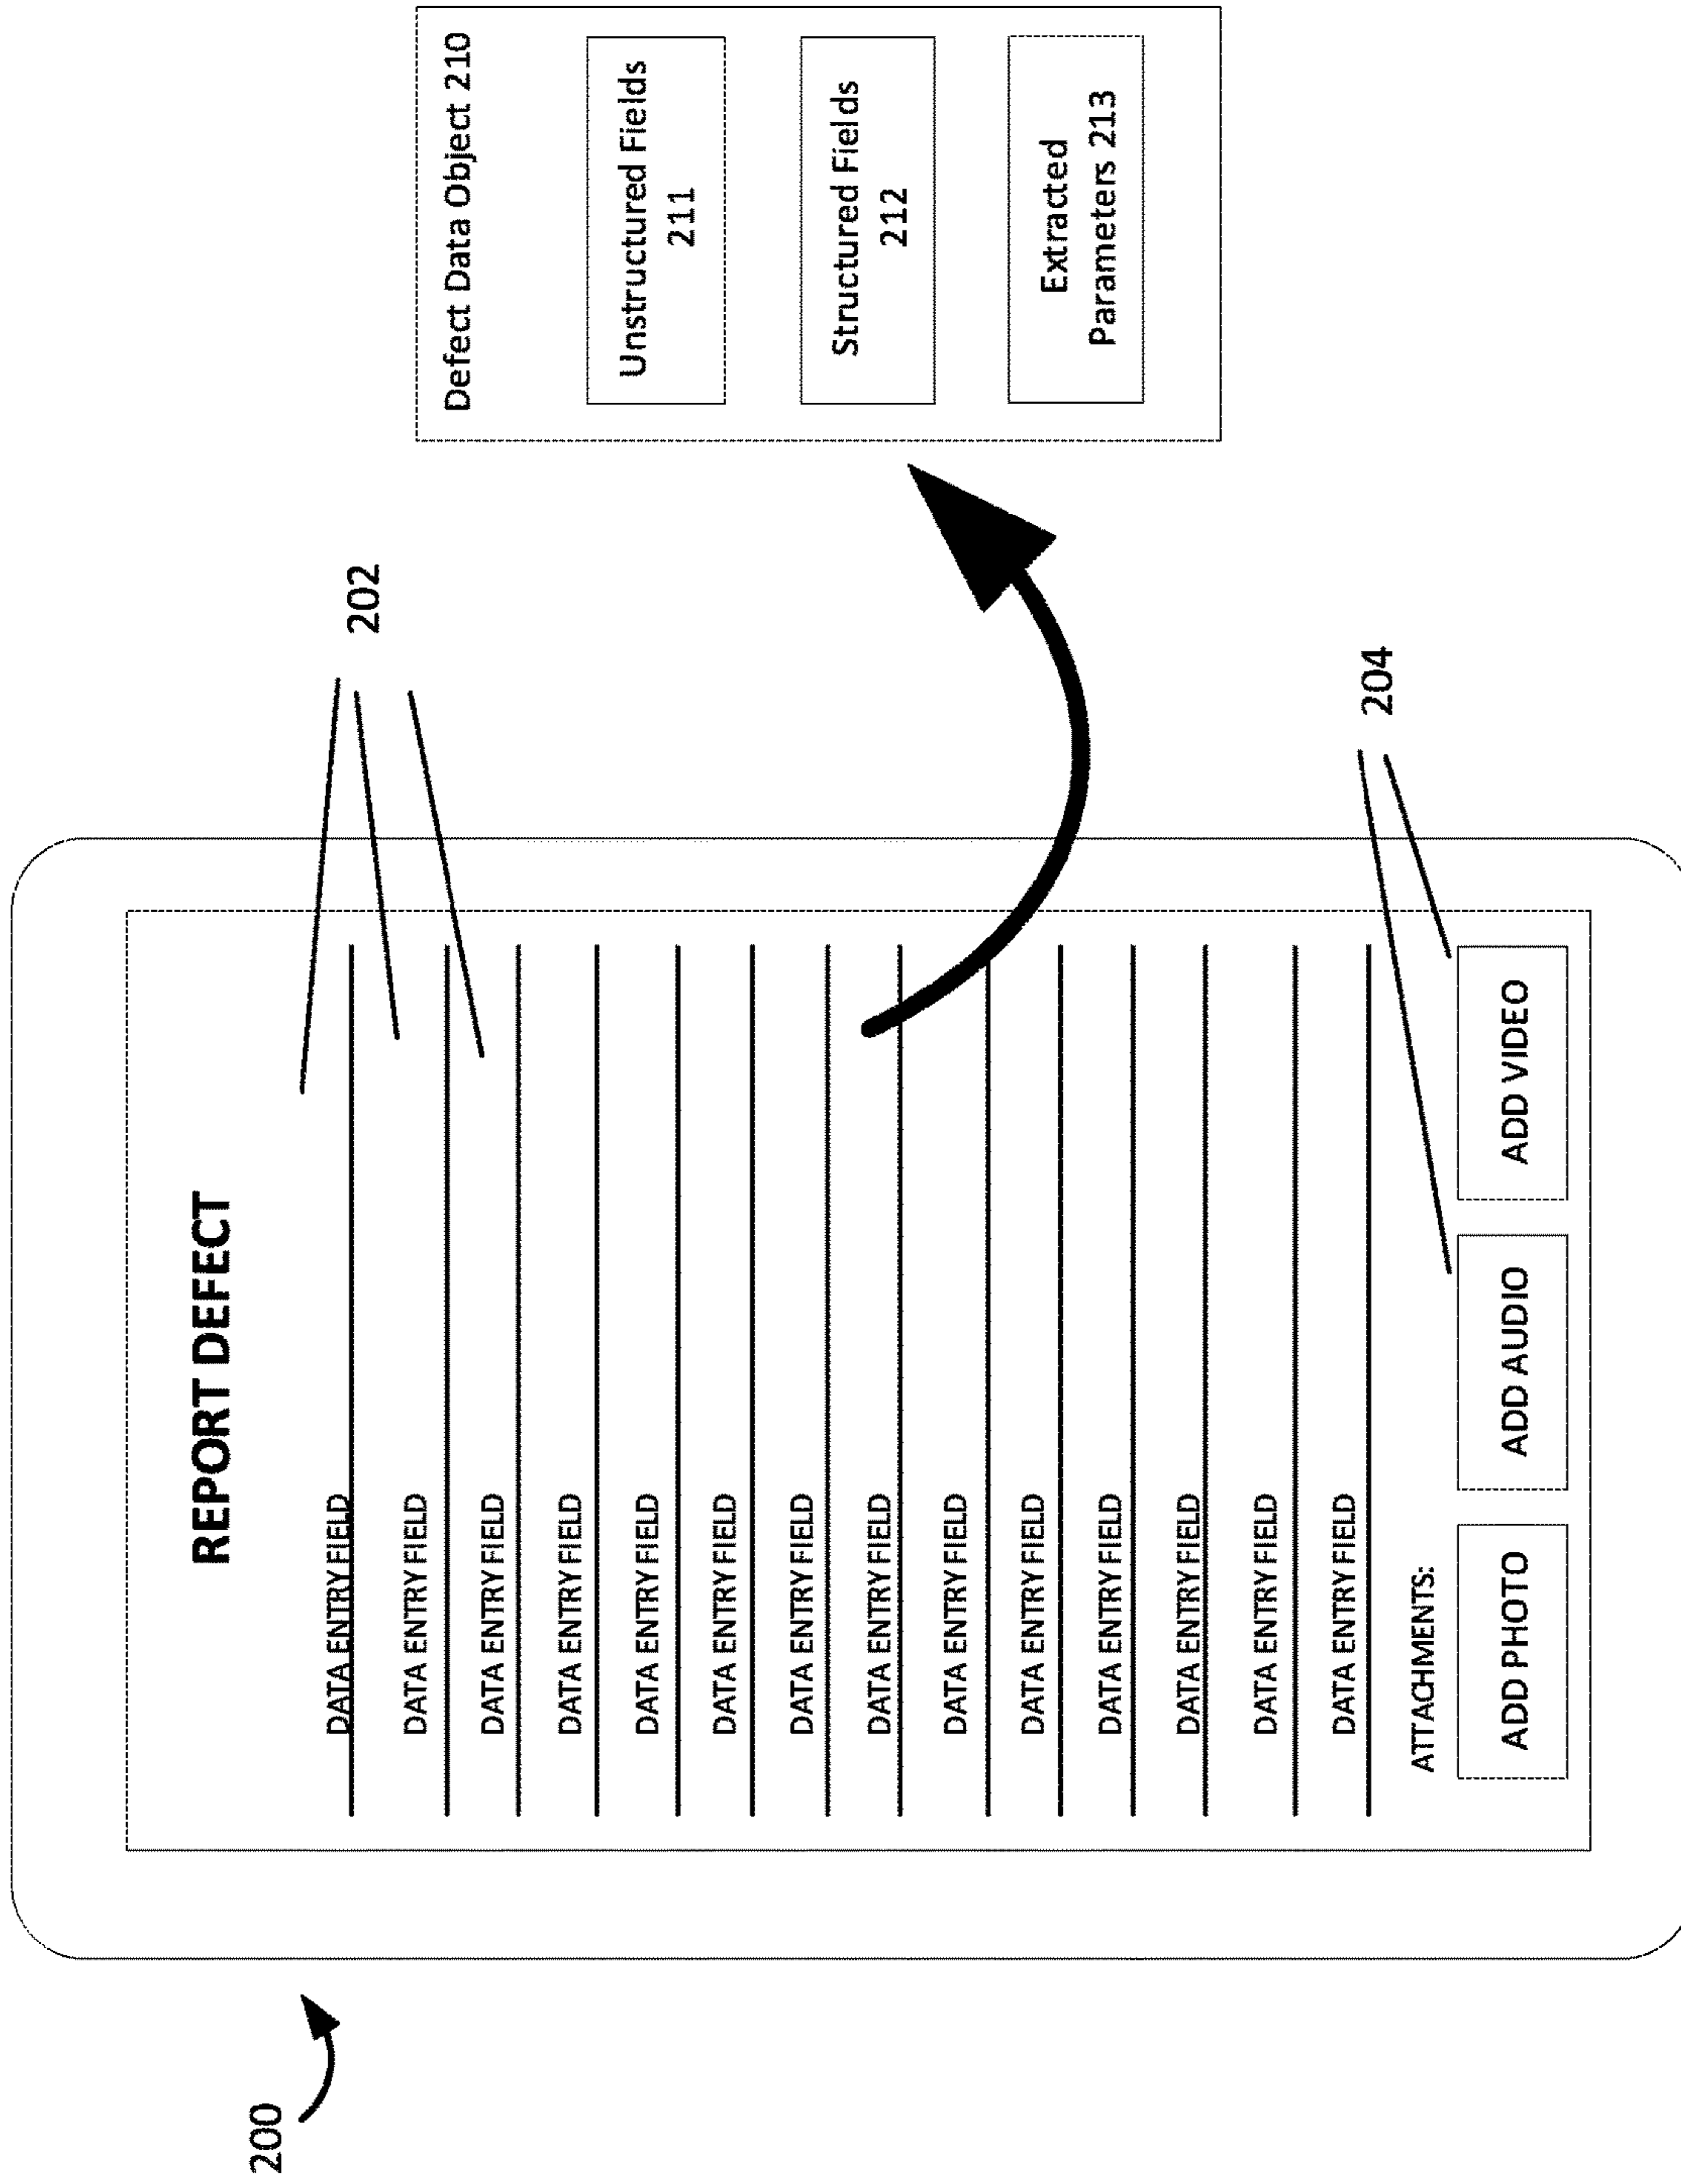 200
REPORT DEFECT
DATA ENTRY FIELD
DATA ENTRY FIELD
DATA ENTRY FIELD
DATA ENTRY FIELD
DATA ENTRY FIELD
DATA ENTRY FIELD
DATA ENTRY FIELD
DATA ENTRY FIELD
DATA ENTRY FIELD
DATA ENTRY FIELD
DATA ENTRY FIELD
DATA ENTRY FIELD
DATA ENTRY FIELD
DATA ENTRY FIELD
ATTACHMENTS:
ADD PHOTO
ADD AUDIO
ADD VIDEO
202
204
Defect Data Object 210
Unstructured Fields
211
Structured Fields
212
Extracted
Parameters 213